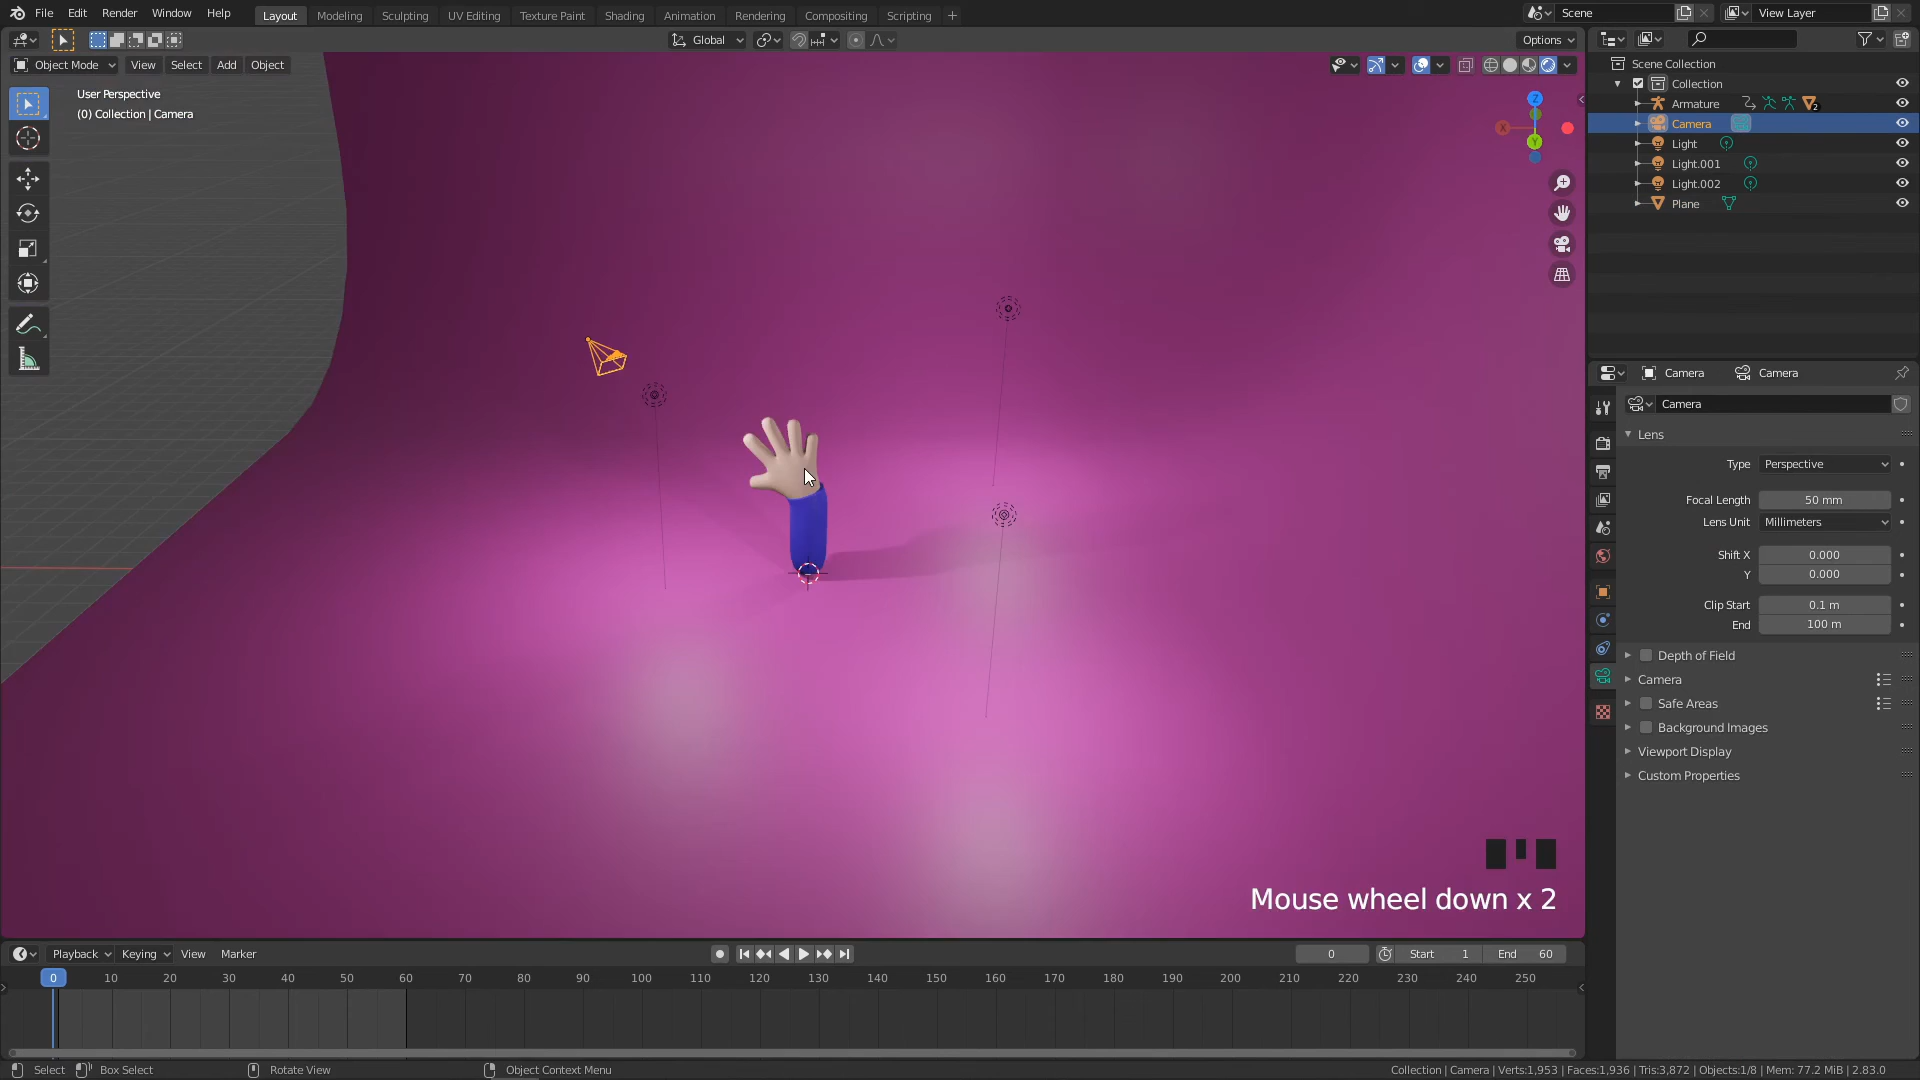 File Edit Render Window Help Layout Modeling Sculpting UV Editing Texture Paint Shading Animation Rendering Compositing Scripting + Scene View Layer
Global Options
Object Mode View Select Add Object
User Perspective
(0) Collection | Camera
Z
X
Y
Scene Collection
Collection
Armature 2
Camera
Light
Light.001
Light.002
Plane
Camera Camera
Camera
Lens
Type Perspective
Focal Length 50 mm
Lens Unit Millimeters
Shift X 0.000
Y 0.000
Clip Start 0.1 m
End 100 m
Depth of Field
Camera
Safe Areas
Background Images
Viewport Display
Custom Properties
Mouse wheel down x 2
Playback Keying View Marker 0 Start 1 End 60
0 10 20 30 40 50 60 70 80 90 100 110 120 130 140 150 160 170 180 190 200 210 220 230 240 250
Select Box Select Rotate View Object Context Menu Collection | Camera | Verts:1,953 | Faces:1,936 | Tris:3,872 | Objects:1/8 | Mem: 77.2 MiB | 2.83.0